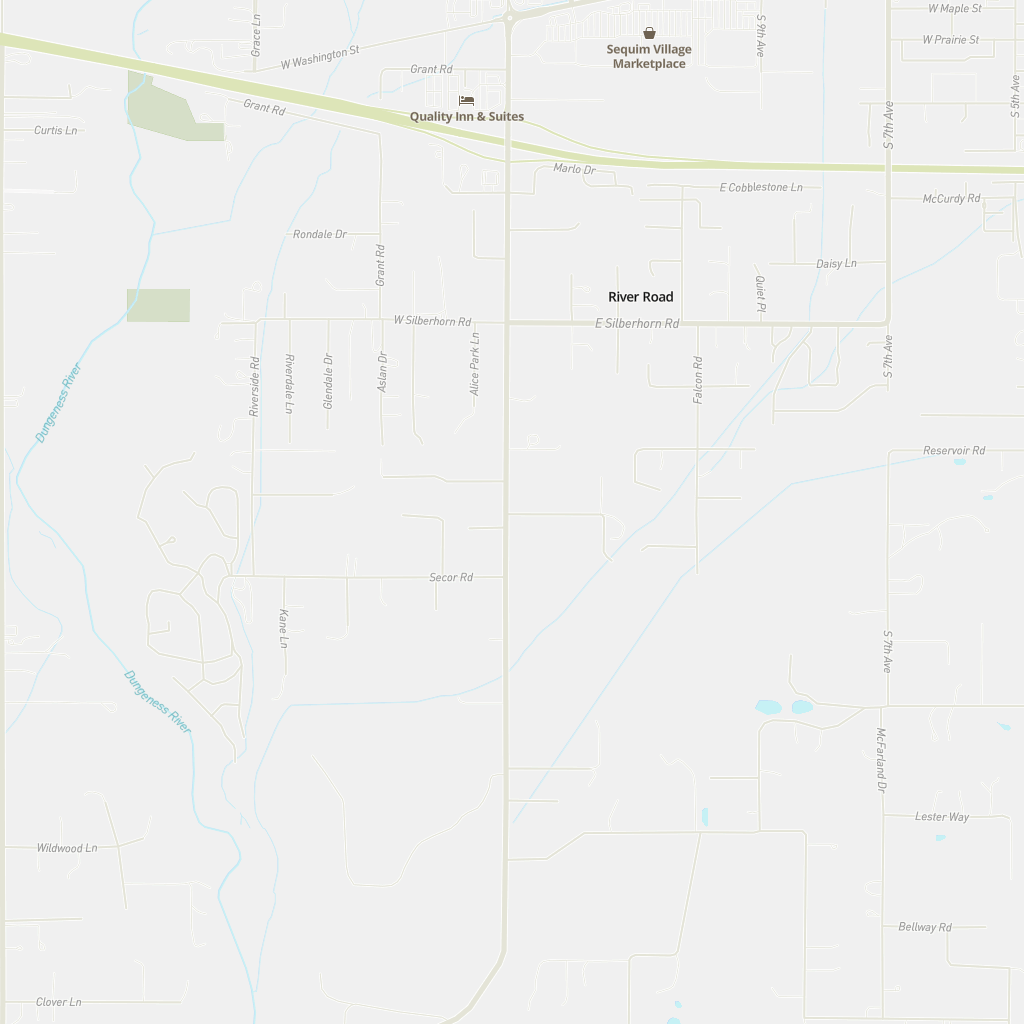 W Maple St
Grace Ln
S 9th Ave
W Prairie St
Sequim Village
Marketplace
W Washington St
Grant Rd
S 5th Ave
Quality Inn & Suites
Grant Rd
S 7th Ave
Curtis Ln
Marlo Dr
E Cobblestone Ln
McCurdy Rd
Rondale Dr
Grant Rd
Daisy Ln
Quiet Pl
River Road
W Silberhorn Rd
E Silberhorn Rd
S 7th Ave
Alice Park Ln
Aslan Dr
Glendale Dr
Riverdale Ln
Riverside Rd
Falcon Rd
Dungeness River
Reservoir Rd
Secor Rd
Kane Ln
S 7th Ave
Dungeness River
McFarland Dr
Lester Way
Wildwood Ln
Bellway Rd
Clover Ln